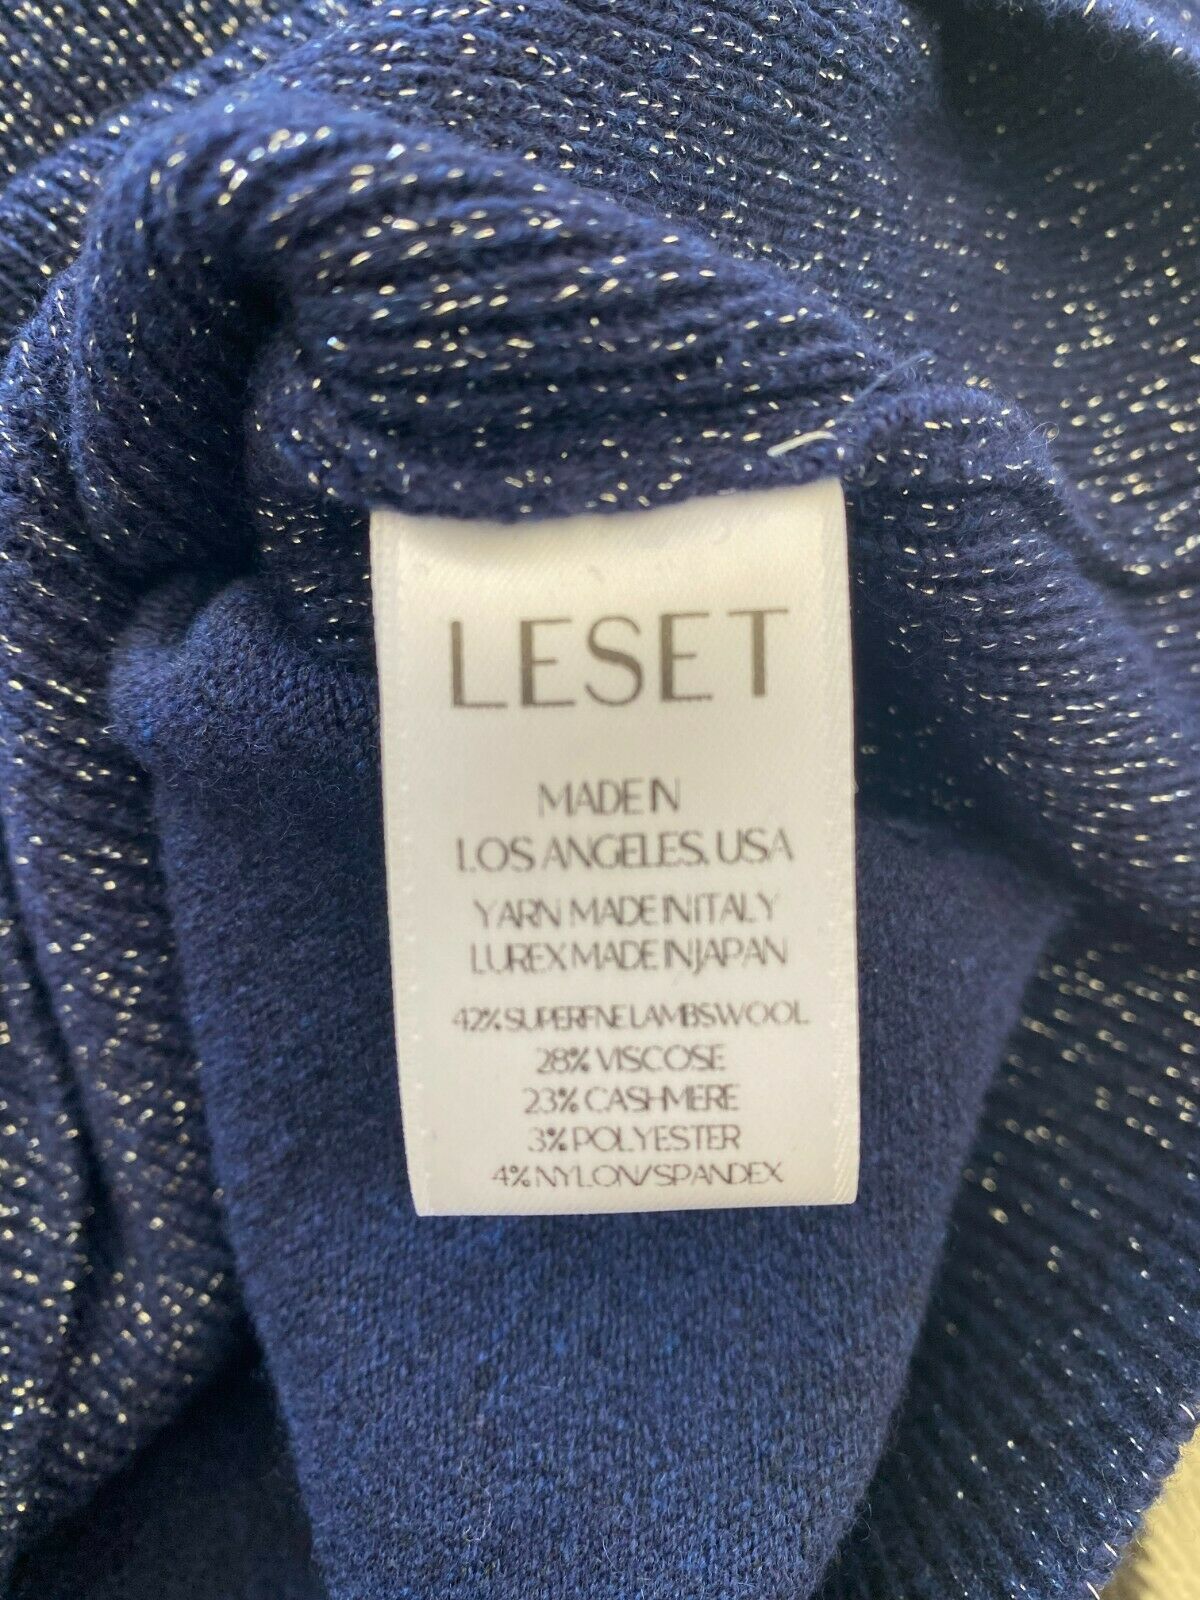 LESET
MADE IN
LOS ANGELES, USA
YARN MADE IN ITALY
LUREX MADE IN JAPAN
42% SUPERFINE LAMBSWOOL
28% VISCOSE
23% CASHMERE
3% POLYESTER
4% NYLON/SPANDEX